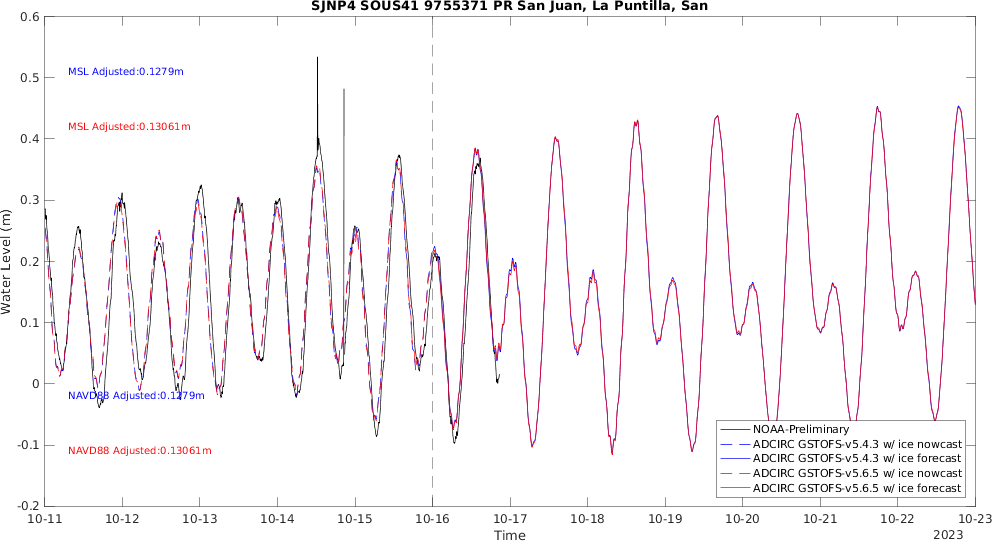 SJNP4 SOUS41 9755371 PR San Juan, La Puntilla, San
0.6
0.5
0.4
0.3
0.2
0.1
0
-0.1
-0.2
Water Level (m)
MSL Adjusted:0.1279m
MSL Adjusted:0.13061m
NAVD88 Adjusted:0.1279m
NAVD88 Adjusted:0.13061m
NOAA-Preliminary
ADCIRC GSTOFS-v5.4.3 w/ ice nowcast
ADCIRC GSTOFS-v5.4.3 w/ ice forecast
ADCIRC GSTOFS-v5.6.5 w/ ice nowcast
ADCIRC GSTOFS-v5.6.5 w/ ice forecast
10-11 10-12 10-13 10-14 10-15 10-16 10-17 10-18 10-19 10-20 10-21 10-22 10-23
Time
2023